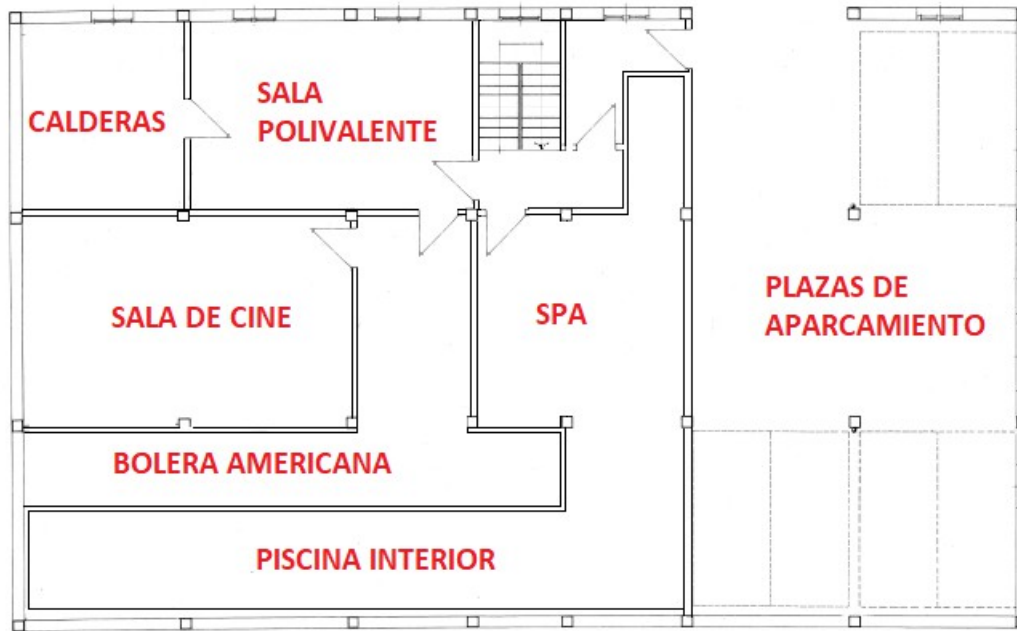 CALDERAS
SALA
POLIVALENTE
SALA DE CINE
SPA
PLAZAS DE
APARCAMIENTO
BOLERA AMERICANA
PISCINA INTERIOR